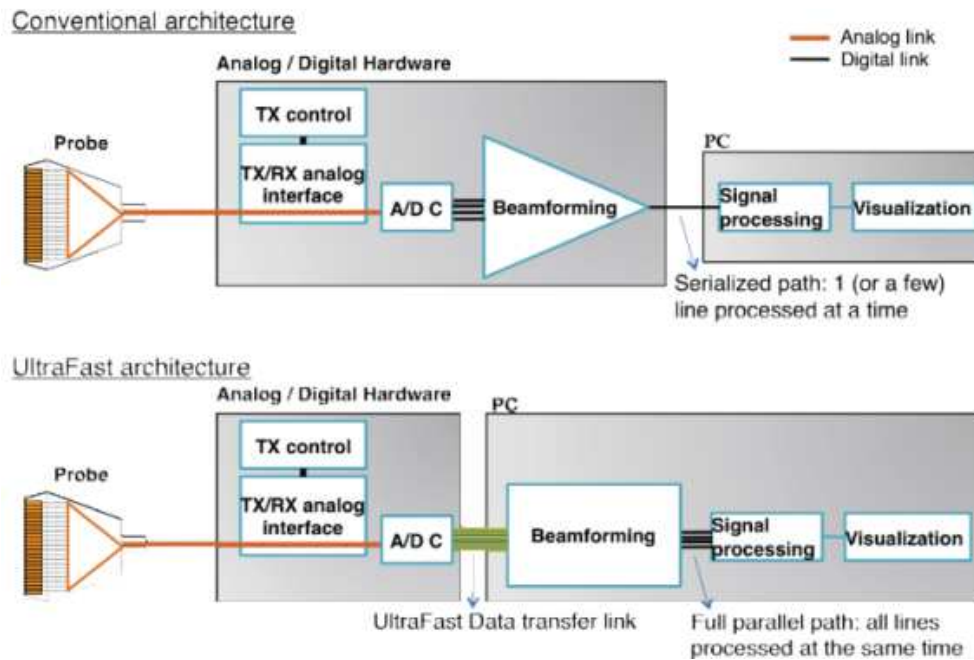 Conventional architecture
Analog link
Digital link
Analog / Digital Hardware
TX control
Probe
TX/RX analog
interface
A/D C
Beamforming
PC
Signal
processing
Visualization
Serialized path: 1 (or a few)
line processed at a time
UltraFast architecture
Analog / Digital Hardware
PC
TX control
Probe
TX/RX analog
interface
A/D C
Beamforming
Signal
processing
Visualization
UltraFast Data transfer link
Full parallel path: all lines
processed at the same time